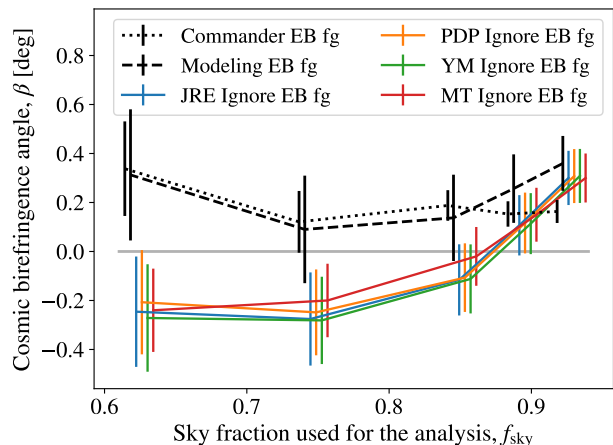 Cosmic birefringence angle, β [deg]
0.8
0.6
0.4
0.2
0.0
−0.2
−0.4
Commander EB fg
Modeling EB fg
JRE Ignore EB fg
PDP Ignore EB fg
YM Ignore EB fg
MT Ignore EB fg
0.6 0.7 0.8 0.9
Sky fraction used for the analysis, fsky